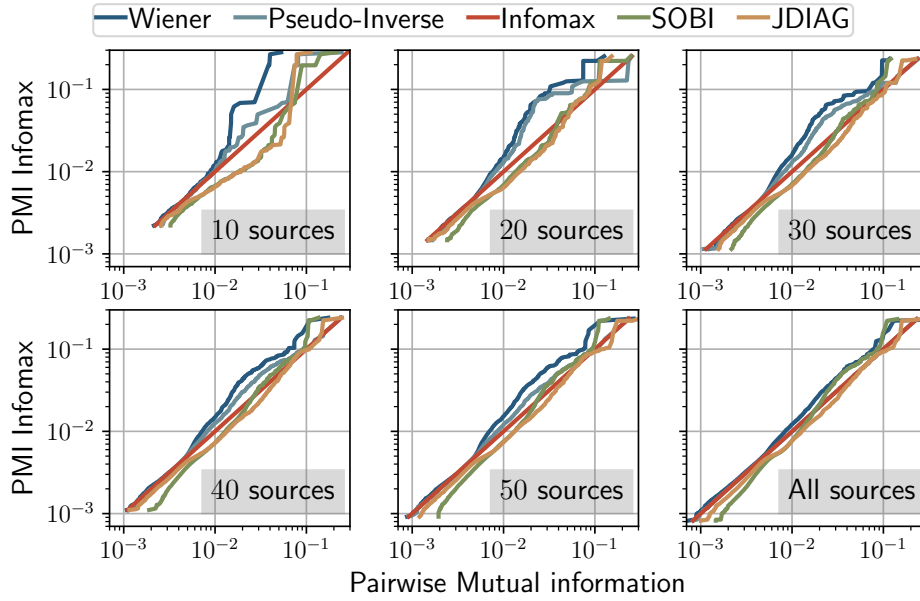 Wiener Pseudo-Inverse Infomax SOBI JDIAG
PMI Infomax
10⁻¹
10⁻²
10⁻³
10 sources
20 sources
30 sources
10⁻³ 10⁻² 10⁻¹
10⁻³ 10⁻² 10⁻¹
10⁻³ 10⁻² 10⁻¹
PMI Infomax
10⁻¹
10⁻²
10⁻³
40 sources
50 sources
All sources
10⁻³ 10⁻² 10⁻¹
10⁻³ 10⁻² 10⁻¹
10⁻³ 10⁻² 10⁻¹
Pairwise Mutual information